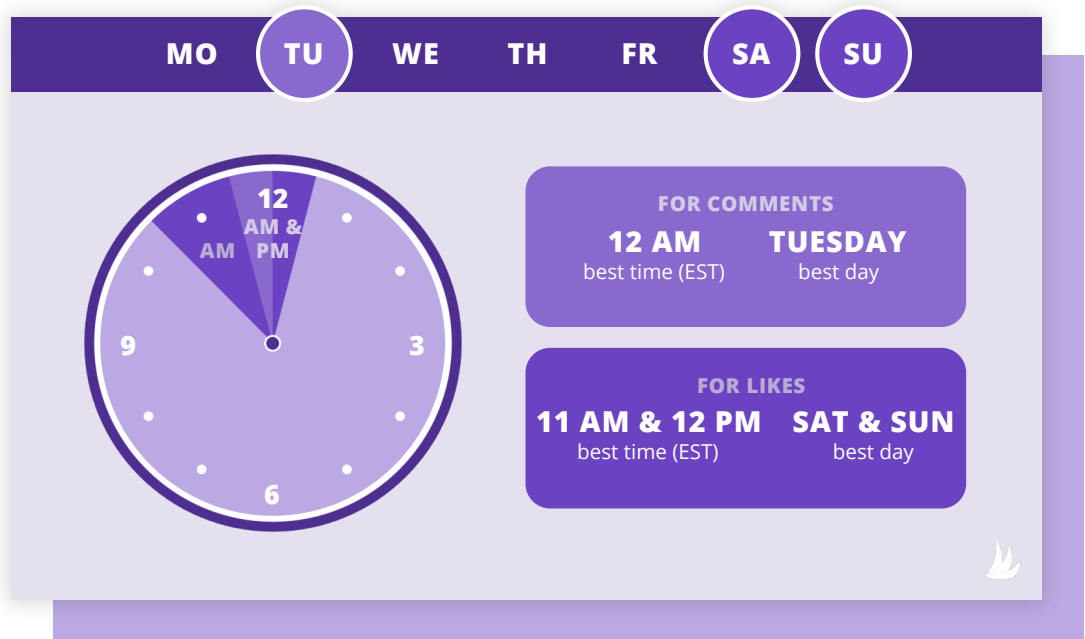 MO TU WE TH FR SA SU
12
AM &
AM PM
9 3
6
FOR COMMENTS
12 AM TUESDAY
best time (EST) best day
FOR LIKES
11 AM & 12 PM SAT & SUN
best time (EST) best day